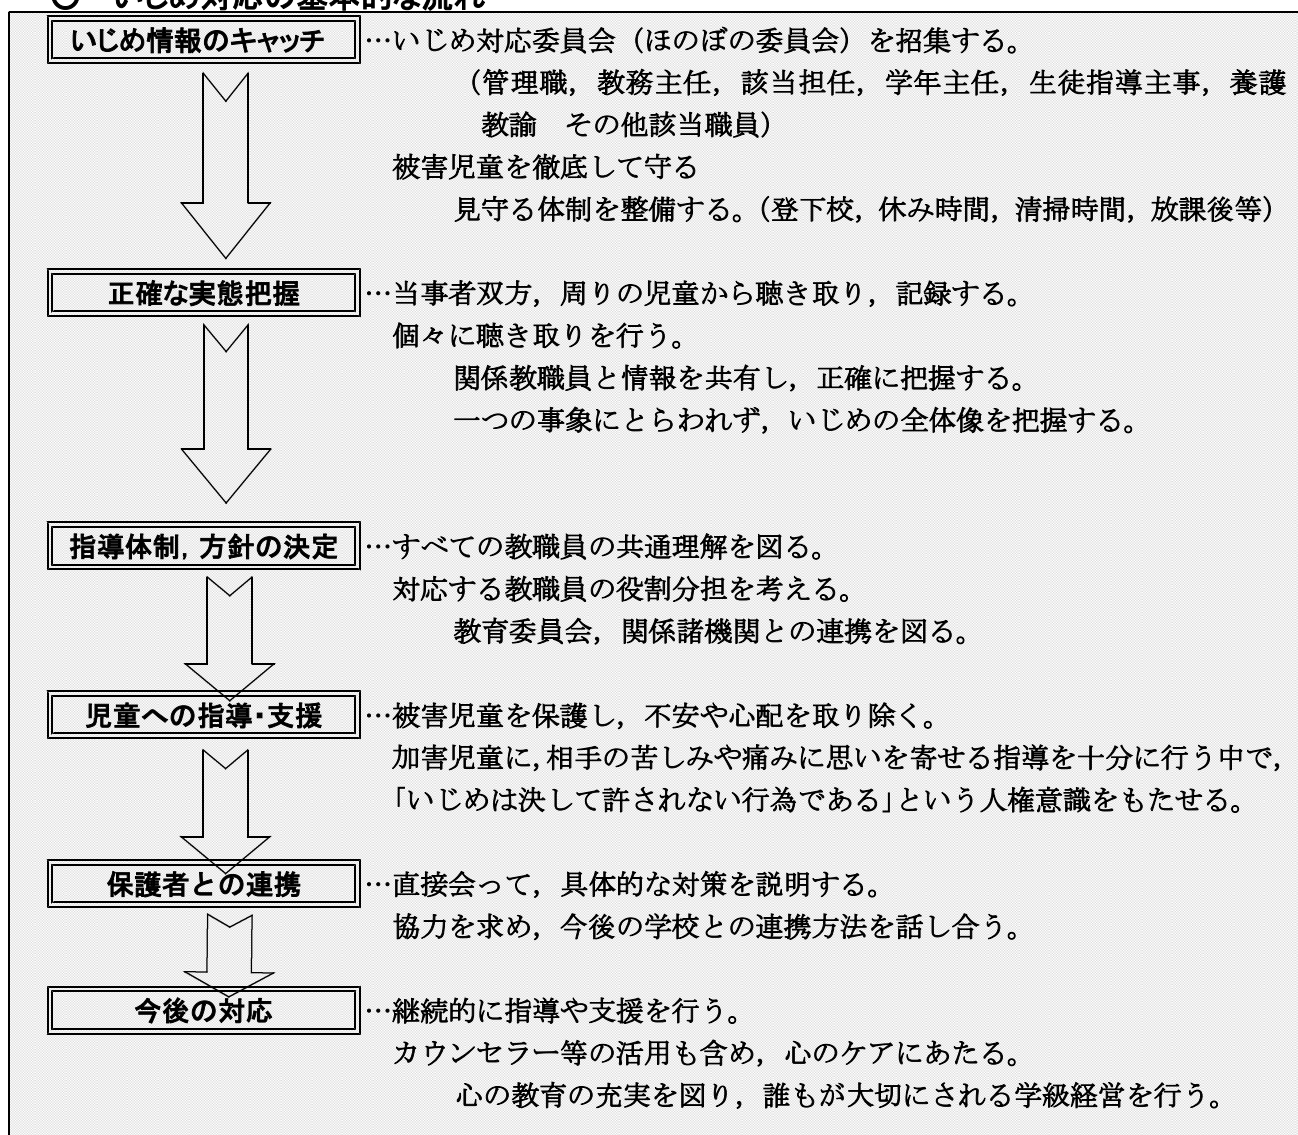 ○ いじめ対応の基本的な流れ
いじめ情報のキャッチ …いじめ対応委員会（ほのぼの委員会）を招集する。
（管理職，教務主任，該当担任，学年主任，生徒指導主事，養護
教諭　その他該当職員）
被害児童を徹底して守る
見守る体制を整備する。（登下校，休み時間，清掃時間，放課後等）
正確な実態把握 …当事者双方，周りの児童から聴き取り，記録する。
個々に聴き取りを行う。
関係教職員と情報を共有し，正確に把握する。
一つの事象にとらわれず，いじめの全体像を把握する。
指導体制，方針の決定 …すべての教職員の共通理解を図る。
対応する教職員の役割分担を考える。
教育委員会，関係諸機関との連携を図る。
児童への指導・支援 …被害児童を保護し，不安や心配を取り除く。
加害児童に，相手の苦しみや痛みに思いを寄せる指導を十分に行う中で，
「いじめは決して許されない行為である」という人権意識をもたせる。
保護者との連携 …直接会って，具体的な対策を説明する。
協力を求め，今後の学校との連携方法を話し合う。
今後の対応 …継続的に指導や支援を行う。
カウンセラー等の活用も含め，心のケアにあたる。
心の教育の充実を図り，誰もが大切にされる学級経営を行う。